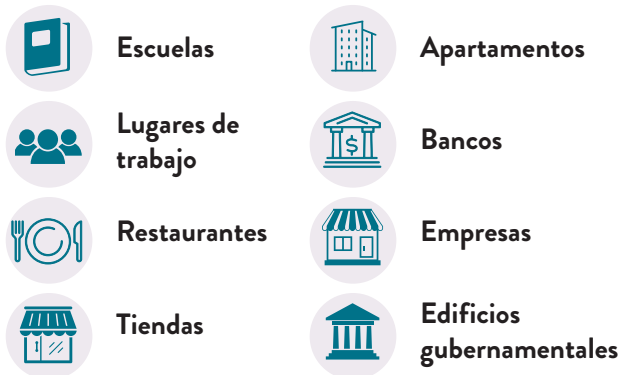 Escuelas
Lugares de
trabajo
Restaurantes
Tiendas
Apartamentos
Bancos
$
Empresas
Edificios
gubernamentales